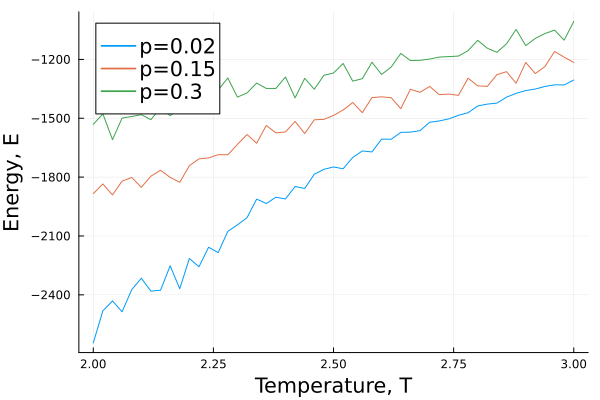 p=0.02
p=0.15
p=0.3
−1200
−1500
−1800
−2100
−2400
Energy, E
2.00 2.25 2.50 2.75 3.00
Temperature, T